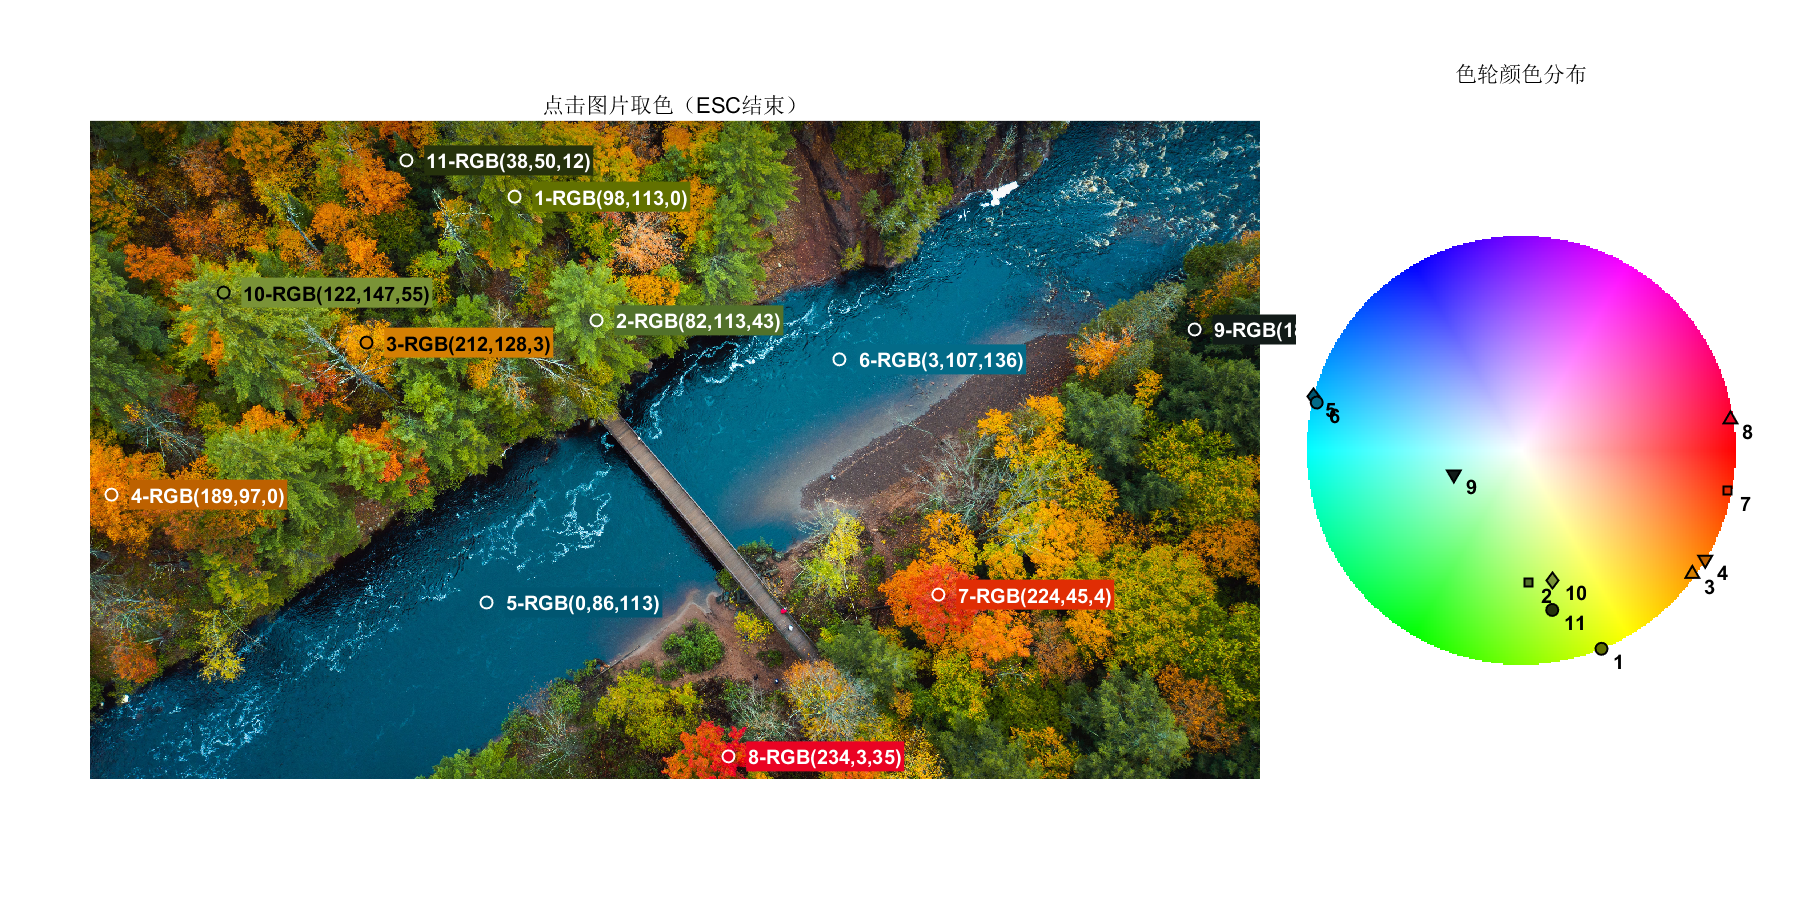 色轮颜色分布
点击图片取色（ESC结束）
11-RGB(38,50,12)
1-RGB(98,113,0)
10-RGB(122,147,55)
2-RGB(82,113,43)
3-RGB(212,128,3)
9-RGB(18
6-RGB(3,107,136)
4-RGB(189,97,0)
5-RGB(0,86,113)
7-RGB(224,45,4)
8-RGB(234,3,35)
5
6
8
9
7
4
3
10
2
11
1